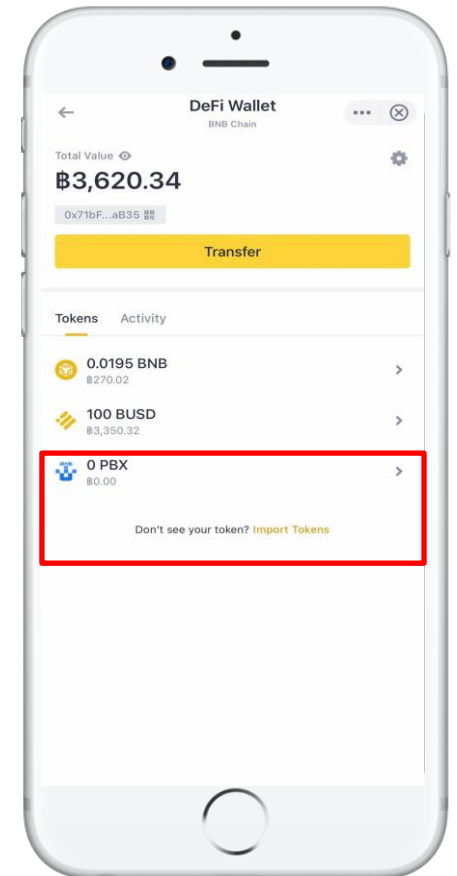 DeFi Wallet
BNB Chain
Total Value
฿3,620.34
0x71bF...aB35
Transfer
Tokens Activity
0.0195 BNB
฿270.02
100 BUSD
฿3,350.32
0 PBX
฿0.00
Don't see your token? Import Tokens